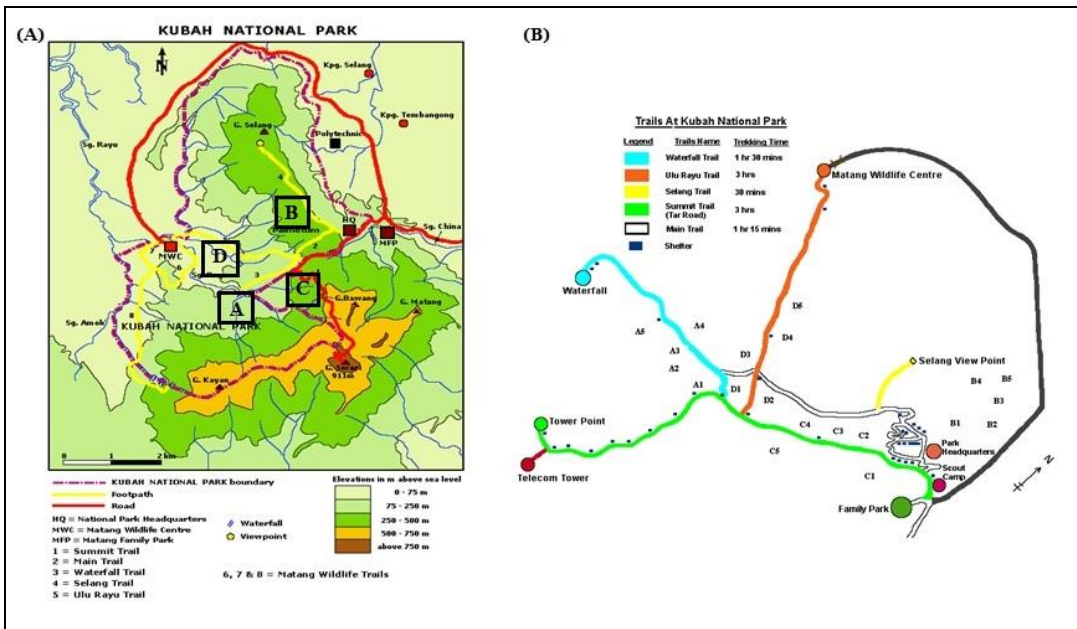 (A)
KUBAH NATIONAL PARK
N
Kpg. Selang
G. Selang
Polytechnic
Kpg. Tembangong
Sg. Rayu
4
B
HQ
MFP
Sg. China
2
7
MWC
6
D
3
A
C
G.Bawang
G. Matang
8
Sg. Amok
KUBAH NATIONAL PARK
G. Kayan
911m
0 1 2 km
KUBAH NATIONAL PARK boundary
Footpath
Road
HQ = National Park Headquarters
MWC = Matang Wildlife Centre
MFP = Matang Family Park
1 = Summit Trail
2 = Main Trail
3 = Waterfall Trail
4 = Selang Trail
5 = Ulu Rayu Trail
Waterfall
Viewpoint
6, 7 & 8 = Matang Wildlife Trails
Elevations in m above sea level
0 - 75 m
75 - 250 m
250 - 500 m
500 - 750 m
above 750 m
(B)
Trails At Kubah National Park
Legend Trails Name Trekking Time
Waterfall Trail 1 hr 30 mins
Ulu Rayu Trail 3 hrs
Selang Trail 30 mins
Summit Trail 3 hrs
(Tar Road)
Main Trail 1 hr 15 mins
Shelter
Matang Wildlife Centre
Waterfall
D5
A5 A4
D4
A3
D3
A2
Selang View Point
B4 B5
A1 D1
D2
B3
Tower Point
C4 C3 C2
B1 B2
C5
Park
Headquarters
Telecom Tower
C1
Scout
Camp
Family Park
N